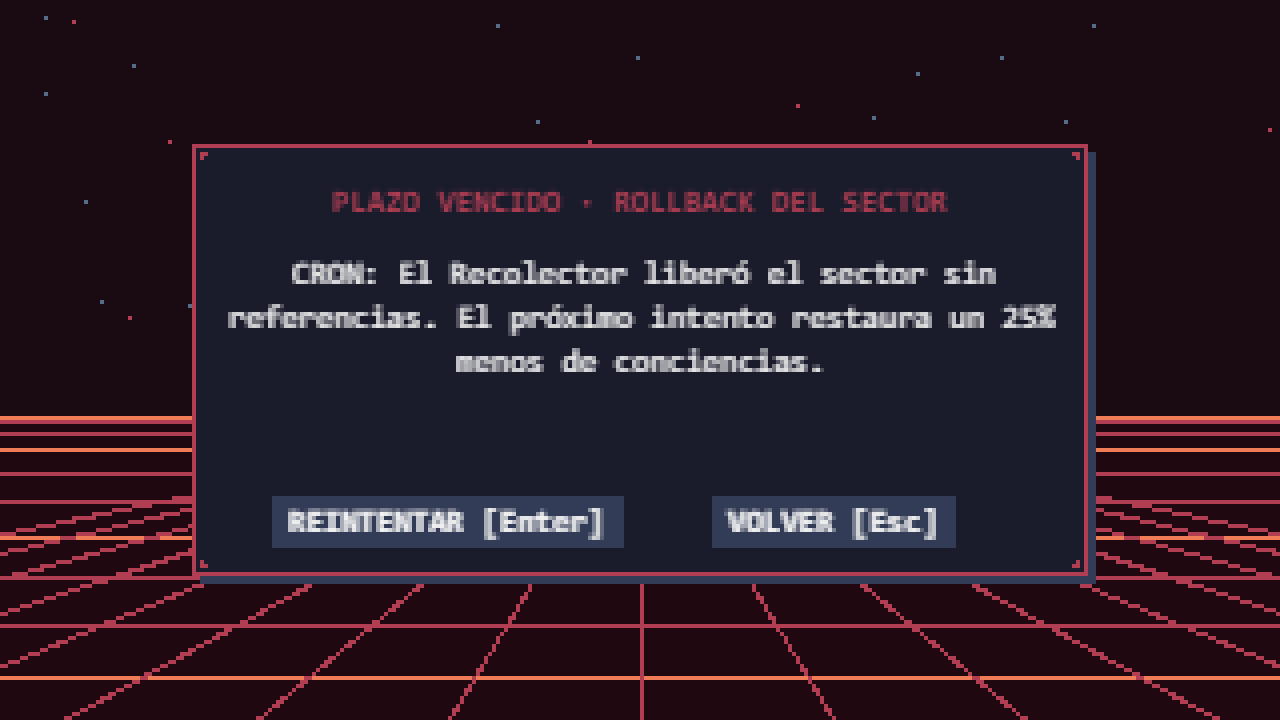 PLAZO VENCIDO · ROLLBACK DEL SECTOR
CRON: El Recolector liberó el sector sin
referencias. El próximo intento restaura un 25%
menos de conciencias.
REINTENTAR [Enter]
VOLVER [Esc]